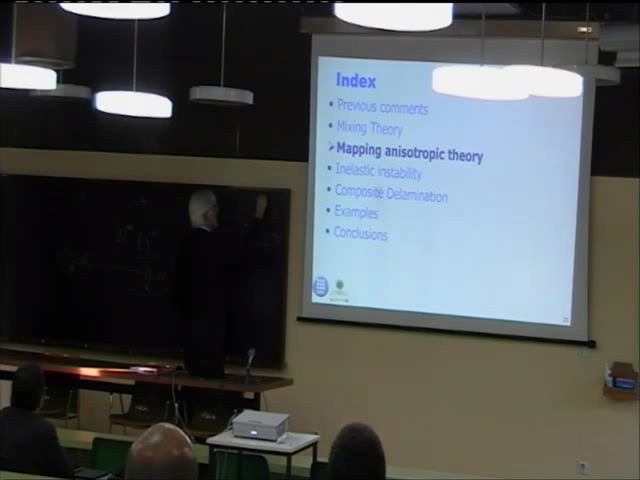 Index
• Previous comments
• Mixing Theory
➢ Mapping anisotropic theory
• Inelastic instability
• Composite Delamination
• Examples
• Conclusions